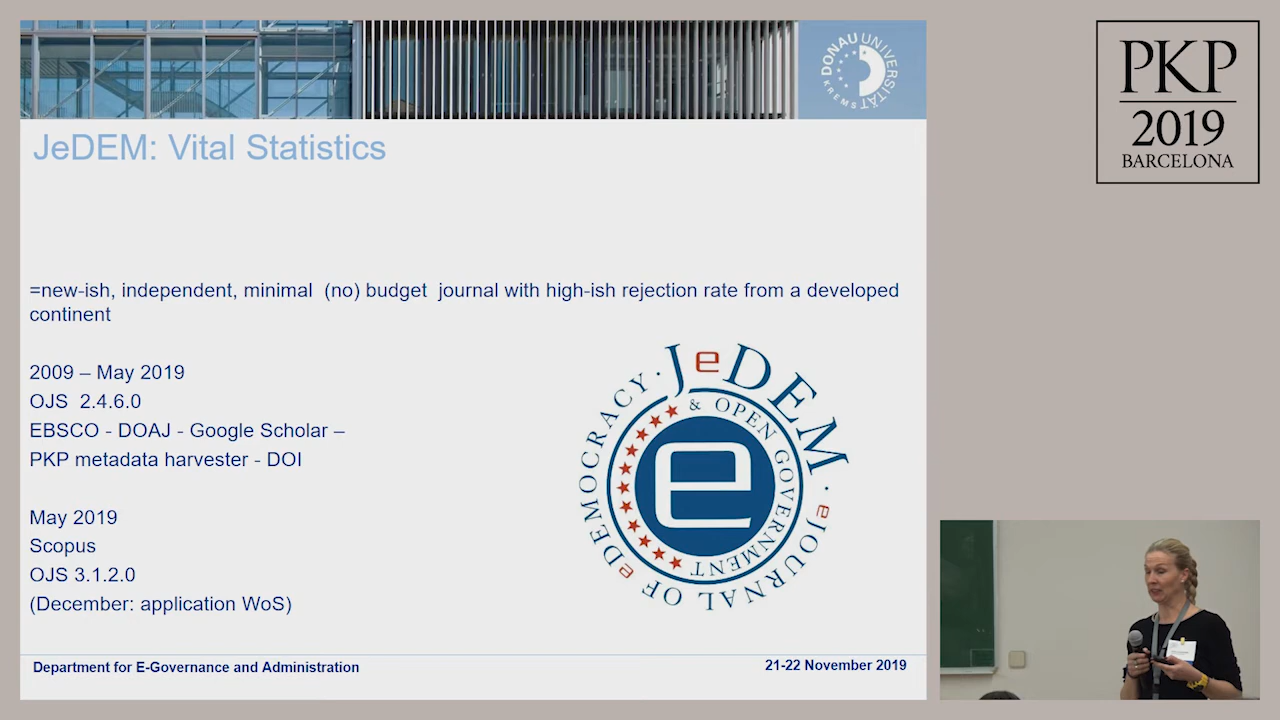 DONAU UNIVERSITÄT KREMS
PKP
2019
BARCELONA
JeDEM: Vital Statistics
=new-ish, independent, minimal (no) budget journal with high-ish rejection rate from a developed
continent
2009 – May 2019
OJS 2.4.6.0
EBSCO - DOAJ - Google Scholar –
PKP metadata harvester - DOI
May 2019
Scopus
OJS 3.1.2.0
(December: application WoS)
JeDEM · eJOURNAL OF eDEMOCRACY ·
& OPEN GOVERNMENT
e
Department for E-Governance and Administration
21-22 November 2019